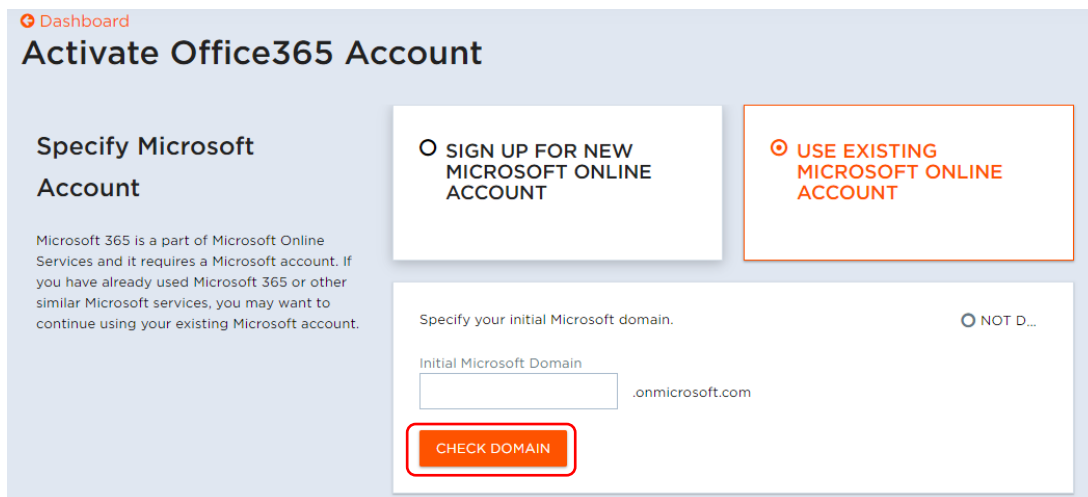 Dashboard
Activate Office365 Account
Specify Microsoft
Account
Microsoft 365 is a part of Microsoft Online
Services and it requires a Microsoft account. If
you have already used Microsoft 365 or other
similar Microsoft services, you may want to
continue using your existing Microsoft account.
SIGN UP FOR NEW
MICROSOFT ONLINE
ACCOUNT
USE EXISTING
MICROSOFT ONLINE
ACCOUNT
Specify your initial Microsoft domain.
NOT D...
Initial Microsoft Domain
.onmicrosoft.com
CHECK DOMAIN